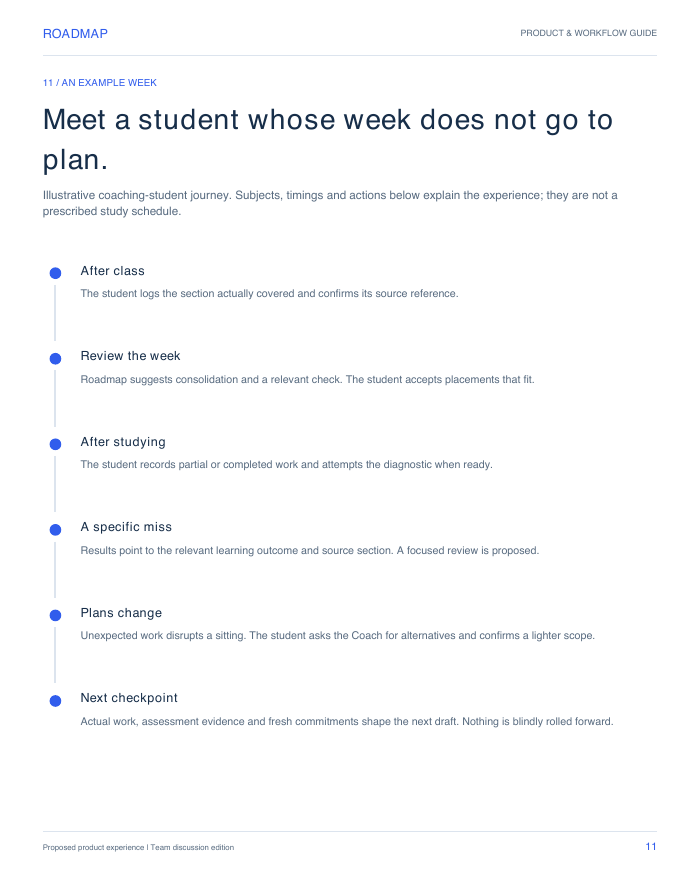 ROADMAP
PRODUCT & WORKFLOW GUIDE
11 / AN EXAMPLE WEEK
Meet a student whose week does not go to
plan.
Illustrative coaching-student journey. Subjects, timings and actions below explain the experience; they are not a
prescribed study schedule.
After class
The student logs the section actually covered and confirms its source reference.
Review the week
Roadmap suggests consolidation and a relevant check. The student accepts placements that fit.
After studying
The student records partial or completed work and attempts the diagnostic when ready.
A specific miss
Results point to the relevant learning outcome and source section. A focused review is proposed.
Plans change
Unexpected work disrupts a sitting. The student asks the Coach for alternatives and confirms a lighter scope.
Next checkpoint
Actual work, assessment evidence and fresh commitments shape the next draft. Nothing is blindly rolled forward.
Proposed product experience | Team discussion edition
11